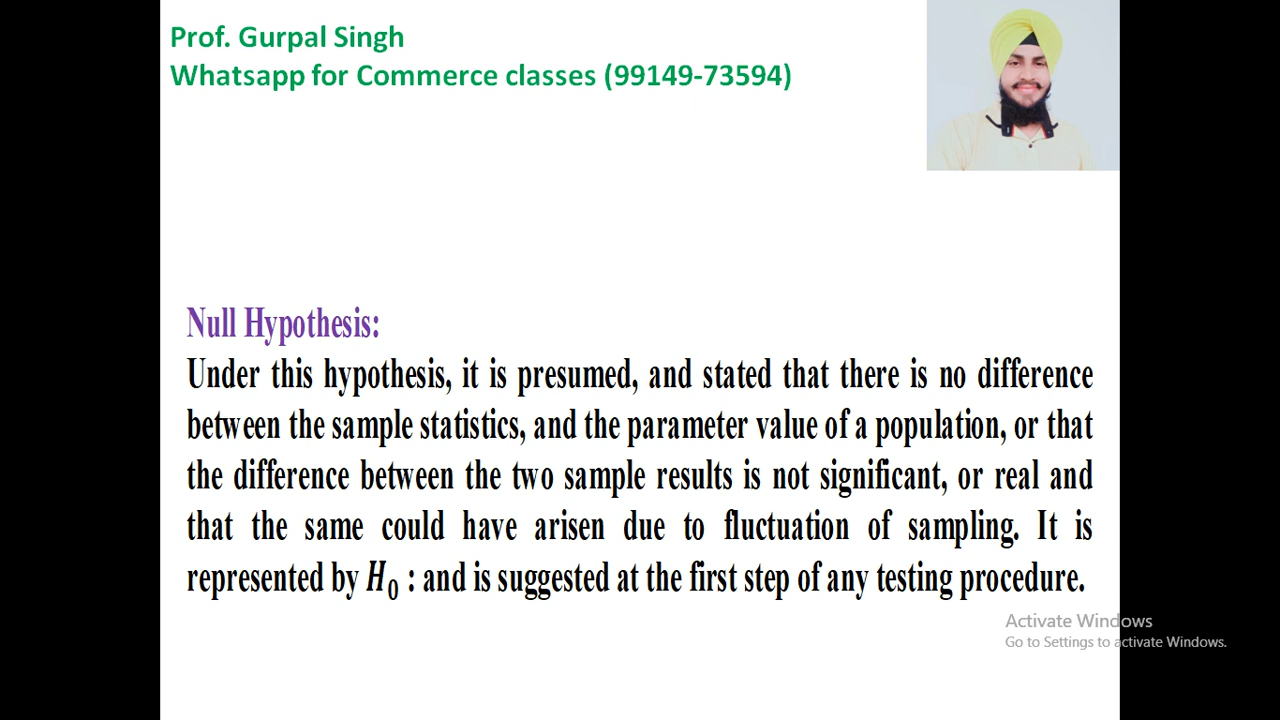 Prof. Gurpal Singh
Whatsapp for Commerce classes (99149-73594)
Null Hypothesis:
Under this hypothesis, it is presumed, and stated that there is no difference
between the sample statistics, and the parameter value of a population, or that
the difference between the two sample results is not significant, or real and
that the same could have arisen due to fluctuation of sampling. It is
represented by H₀ : and is suggested at the first step of any testing procedure.
Activate Windows
Go to Settings to activate Windows.